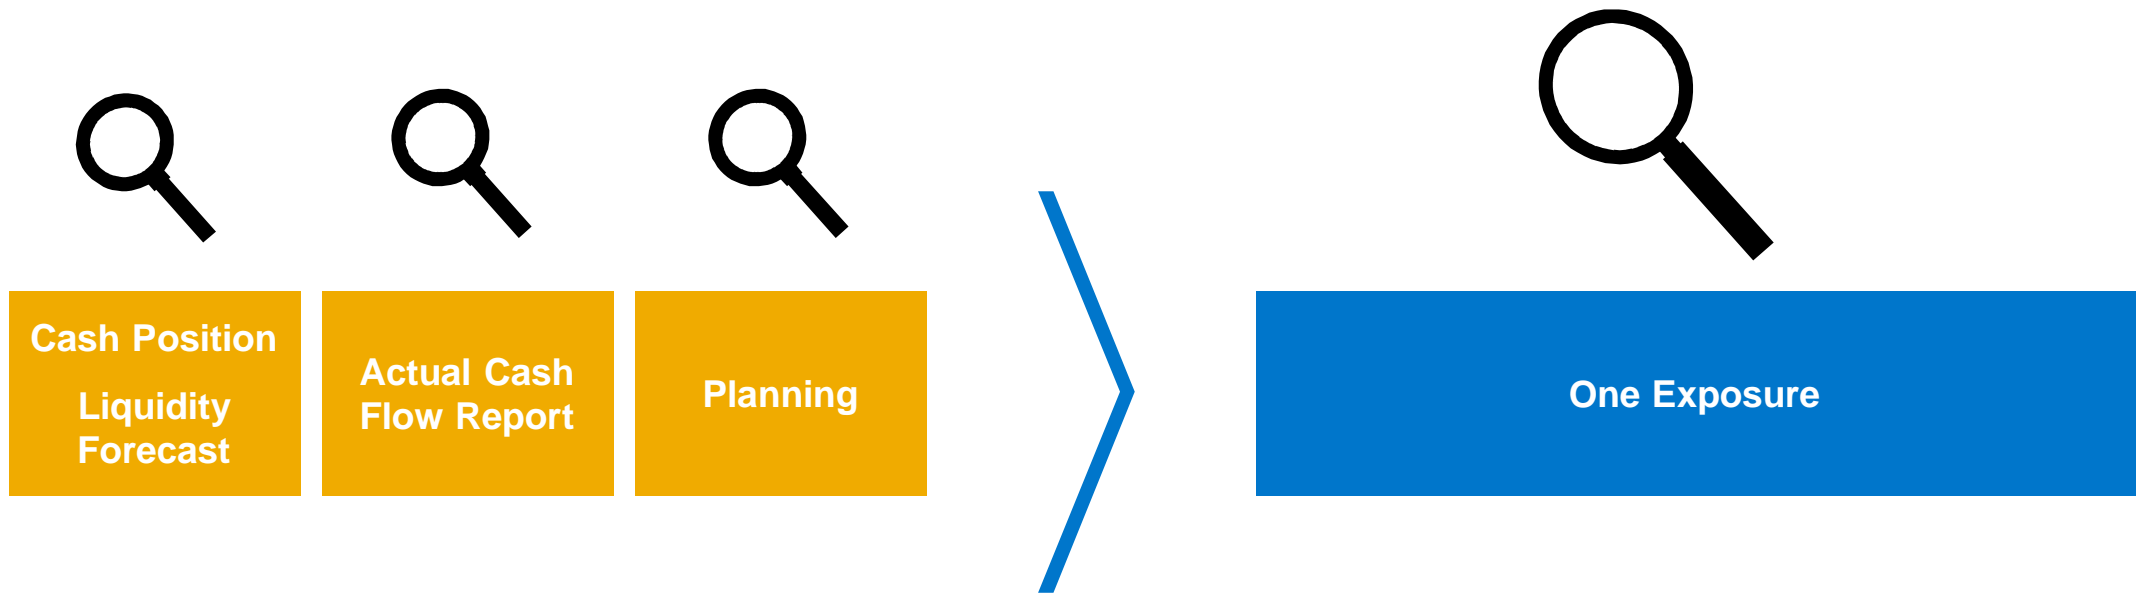 Cash Position
Liquidity
Forecast
Actual Cash
Flow Report
Planning
One Exposure